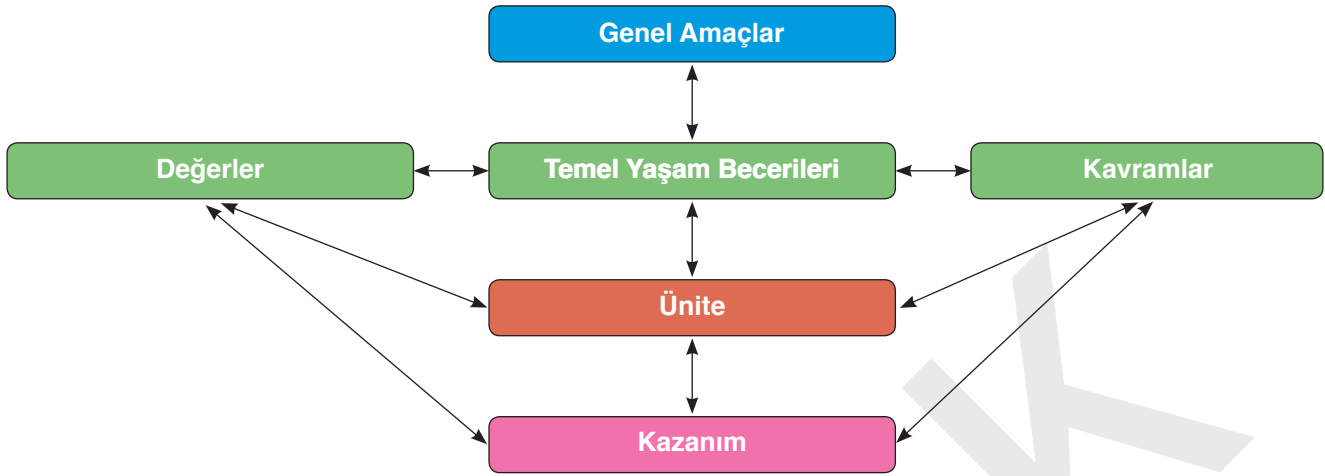 Genel Amaçlar
Değerler
Temel Yaşam Becerileri
Kavramlar
Ünite
Kazanım
K